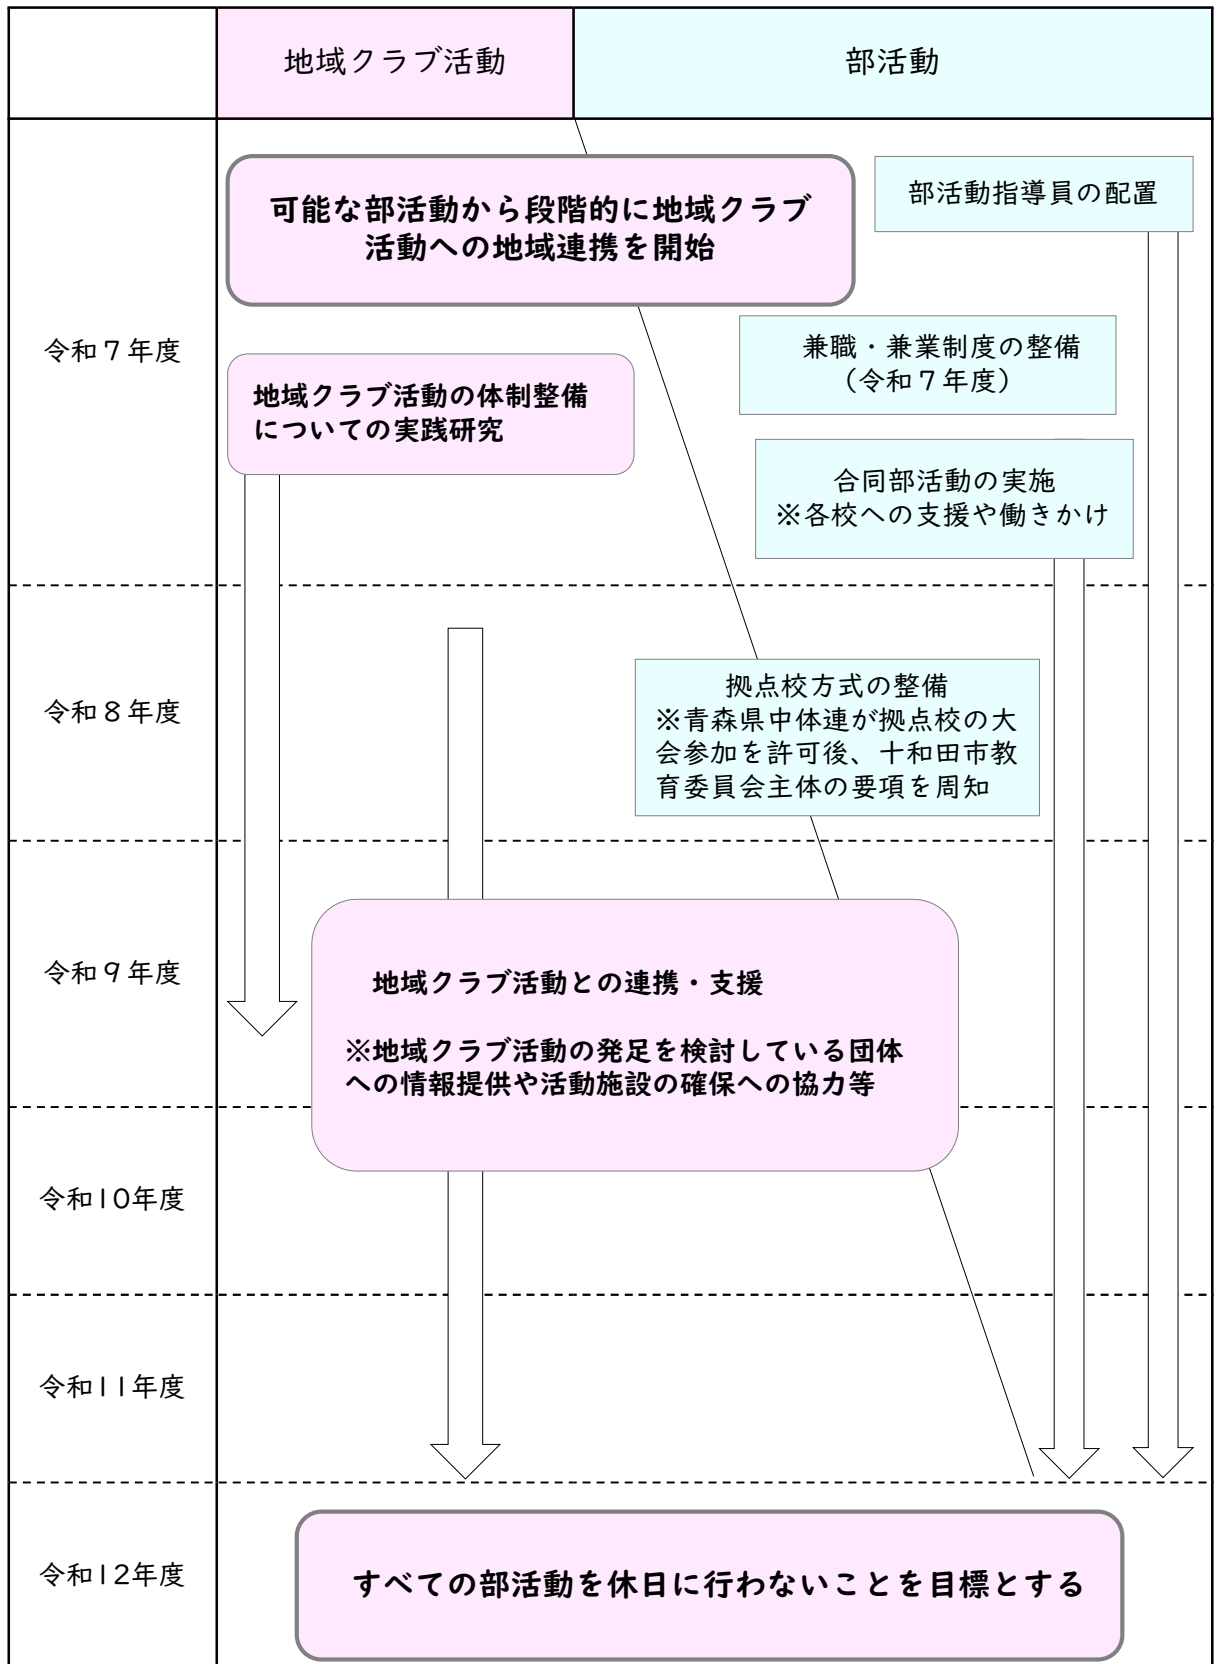 地域クラブ活動
部活動
令和７年度
可能な部活動から段階的に地域クラブ
活動への地域連携を開始
部活動指導員の配置
兼職・兼業制度の整備
（令和７年度）
地域クラブ活動の体制整備
についての実践研究
合同部活動の実施
※各校への支援や働きかけ
令和８年度
拠点校方式の整備
※青森県中体連が拠点校の大
会参加を許可後、十和田市教
育委員会主体の要項を周知
令和９年度
地域クラブ活動との連携・支援
※地域クラブ活動の発足を検討している団体
への情報提供や活動施設の確保への協力等
令和10年度
令和11年度
令和12年度
すべての部活動を休日に行わないことを目標とする